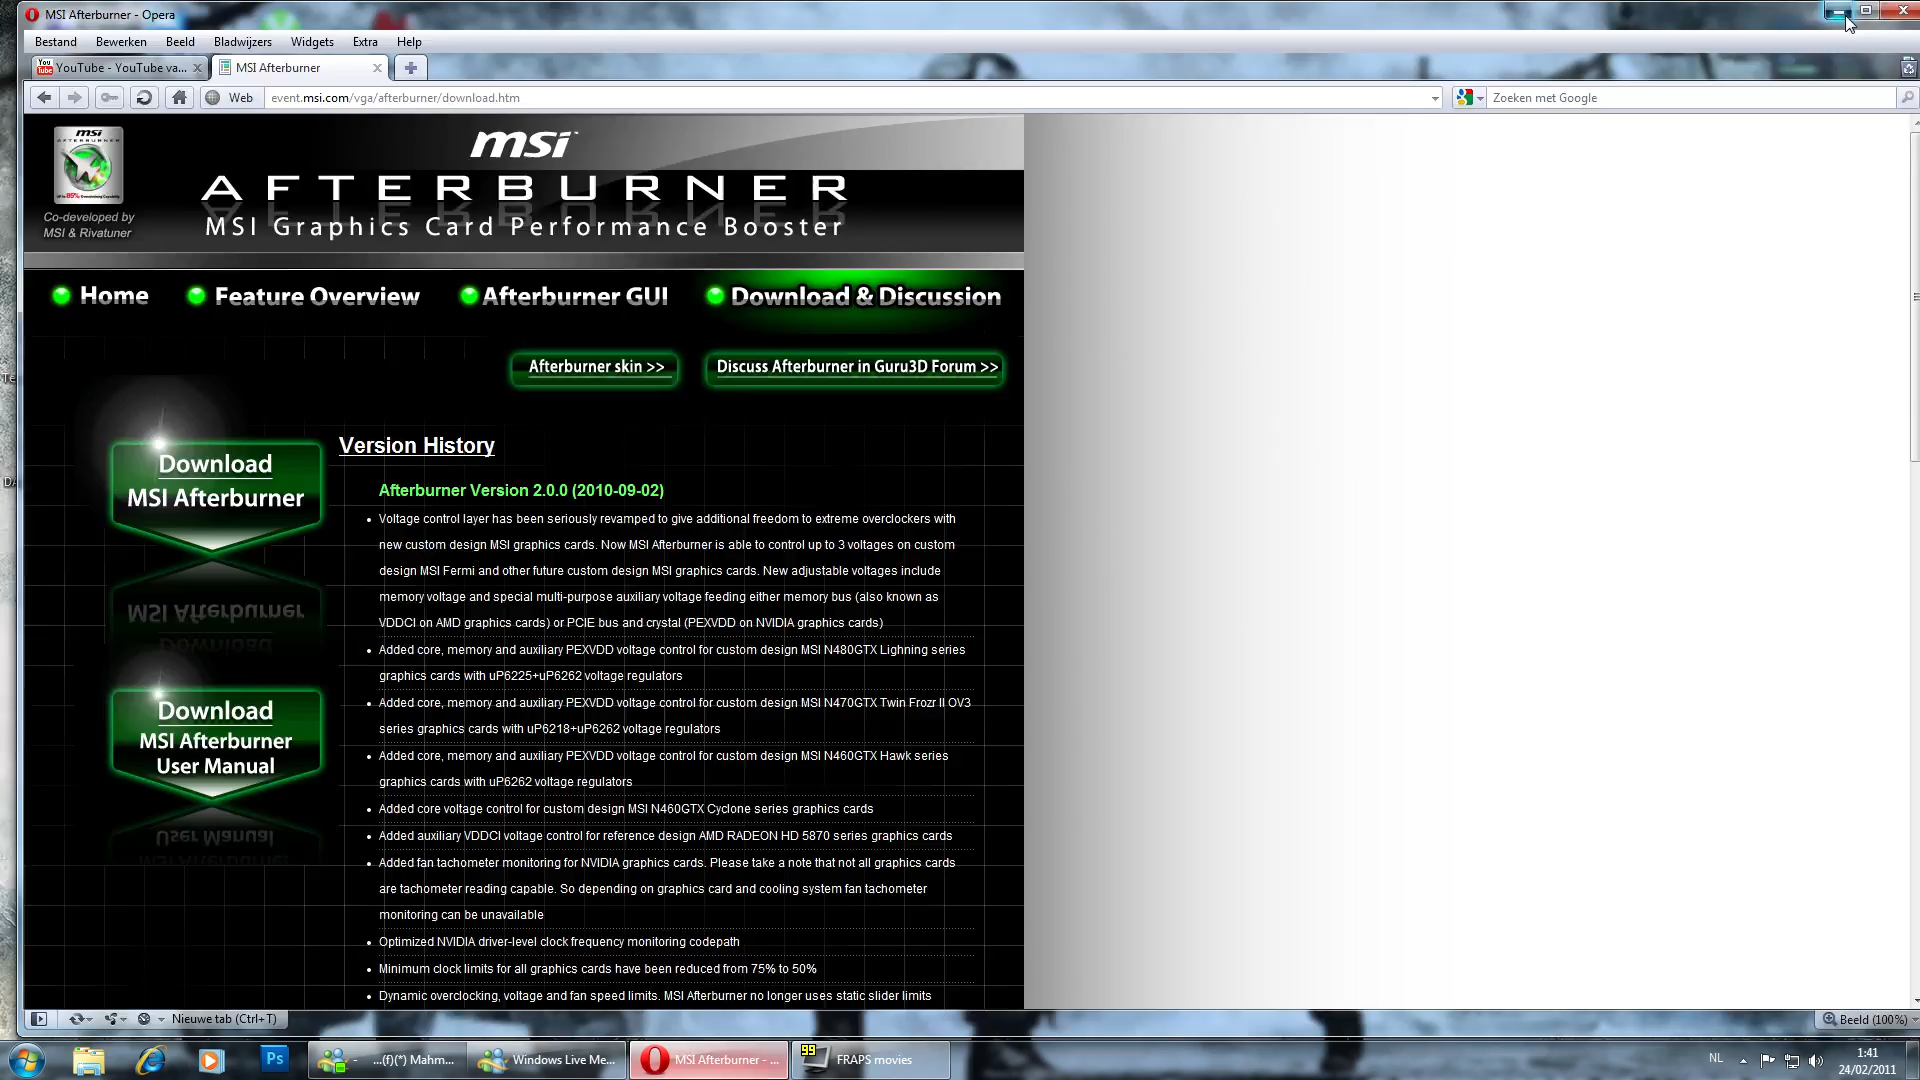 MSI Afterburner - Opera
Bestand Bewerken Beeld Bladwijzers Widgets Extra Help
YouTube - YouTube va... MSI Afterburner
Web event.msi.com/vga/afterburner/download.htm Zoeken met Google
msi
AFTERBURNER
MSI Graphics Card Performance Booster
Co-developed by
MSI & Rivatuner
Home Feature Overview Afterburner GUI Download & Discussion
Afterburner skin >> Discuss Afterburner in Guru3D Forum >>
Download
MSI Afterburner
Download
MSI Afterburner
User Manual
Version History
Afterburner Version 2.0.0 (2010-09-02)
Voltage control layer has been seriously revamped to give additional freedom to extreme overclockers with
new custom design MSI graphics cards. Now MSI Afterburner is able to control up to 3 voltages on custom
design MSI Fermi and other future custom design MSI graphics cards. New adjustable voltages include
memory voltage and special multi-purpose auxiliary voltage feeding either memory bus (also known as
VDDCI on AMD graphics cards) or PCIE bus and crystal (PEXVDD on NVIDIA graphics cards)
Added core, memory and auxiliary PEXVDD voltage control for custom design MSI N480GTX Lighning series
graphics cards with uP6225+uP6262 voltage regulators
Added core, memory and auxiliary PEXVDD voltage control for custom design MSI N470GTX Twin Frozr II OV3
series graphics cards with uP6218+uP6262 voltage regulators
Added core, memory and auxiliary PEXVDD voltage control for custom design MSI N460GTX Hawk series
graphics cards with uP6262 voltage regulators
Added core voltage control for custom design MSI N460GTX Cyclone series graphics cards
Added auxiliary VDDCI voltage control for reference design AMD RADEON HD 5870 series graphics cards
Added fan tachometer monitoring for NVIDIA graphics cards. Please take a note that not all graphics cards
are tachometer reading capable. So depending on graphics card and cooling system fan tachometer
monitoring can be unavailable
Optimized NVIDIA driver-level clock frequency monitoring codepath
Minimum clock limits for all graphics cards have been reduced from 75% to 50%
Dynamic overclocking, voltage and fan speed limits. MSI Afterburner no longer uses static slider limits
Nieuwe tab (Ctrl+T) Beeld (100%)
Ps - ...(f)(*) Mahm... Windows Live Me... MSI Afterburner - ... 99 FRAPS movies NL 1:41
24/02/2011